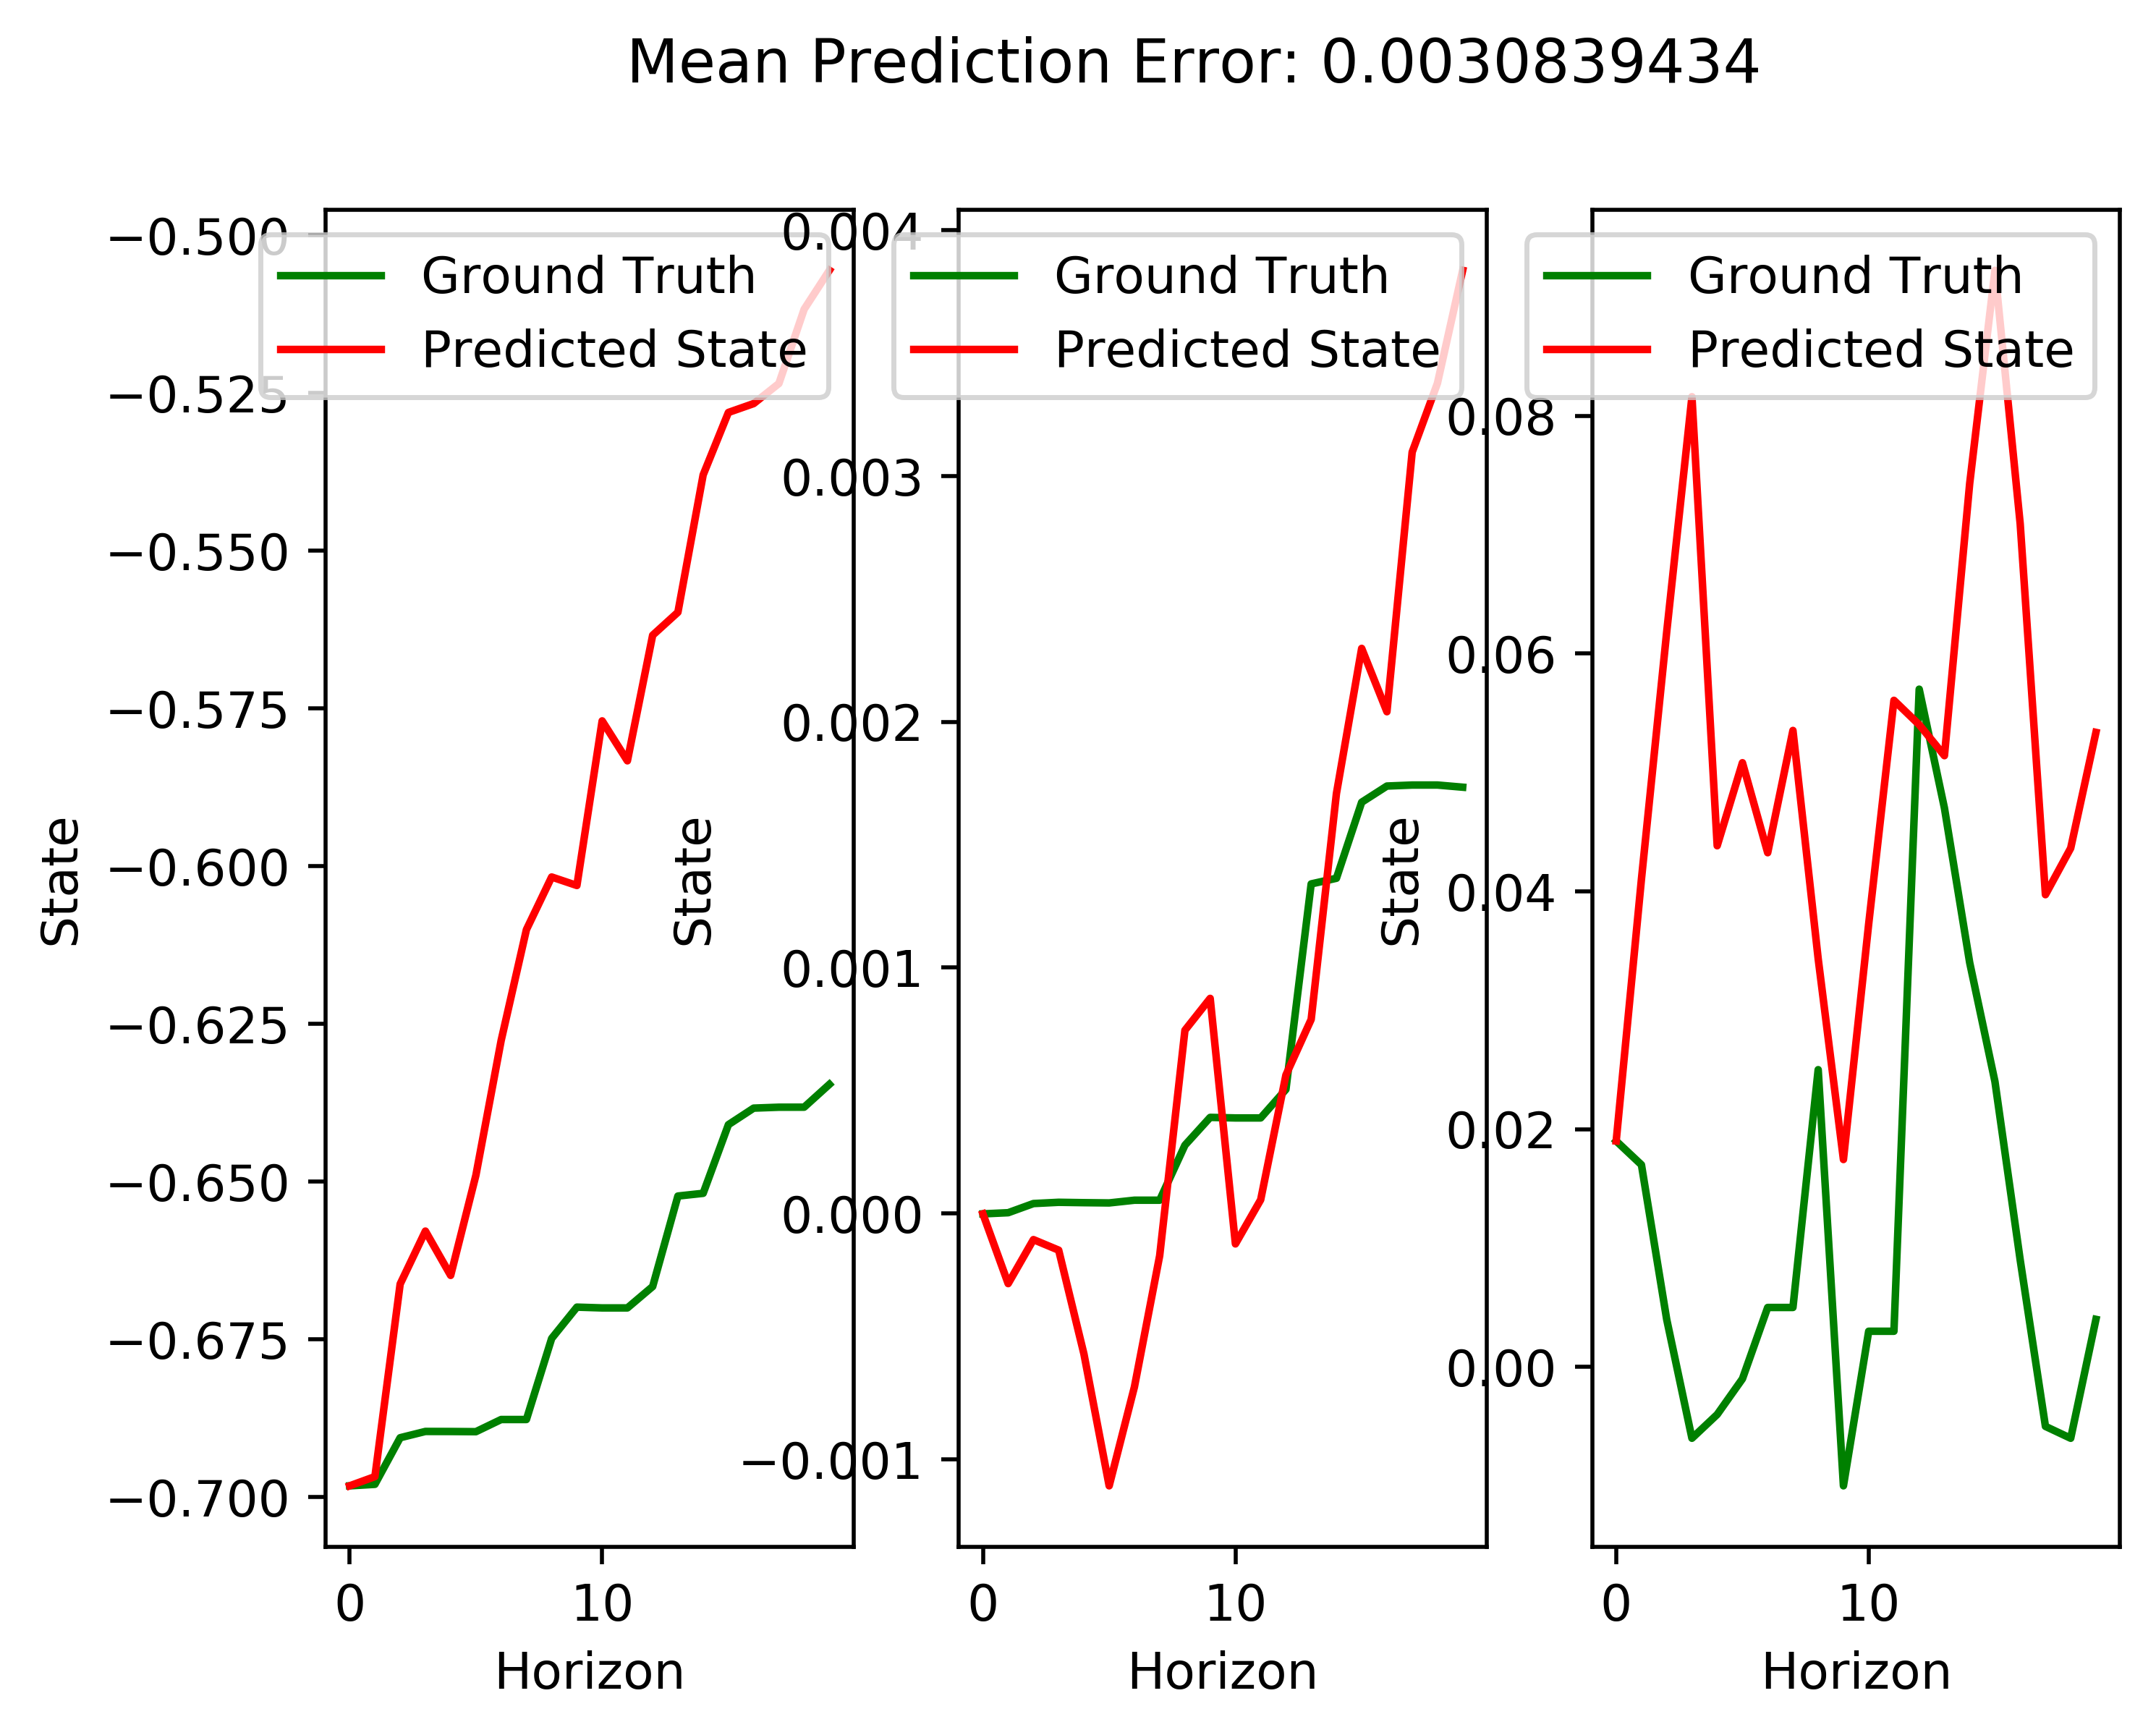 Mean Prediction Error: 0.0030839434
Ground Truth
Predicted State
−0.500
−0.525
−0.550
−0.575
−0.600
−0.625
−0.650
−0.675
−0.700
State
0
10
Horizon
Ground Truth
Predicted State
0.004
0.003
0.002
0.001
0.000
−0.001
State
0
10
Horizon
Ground Truth
Predicted State
0.08
0.06
0.04
0.02
0.00
State
0
10
Horizon